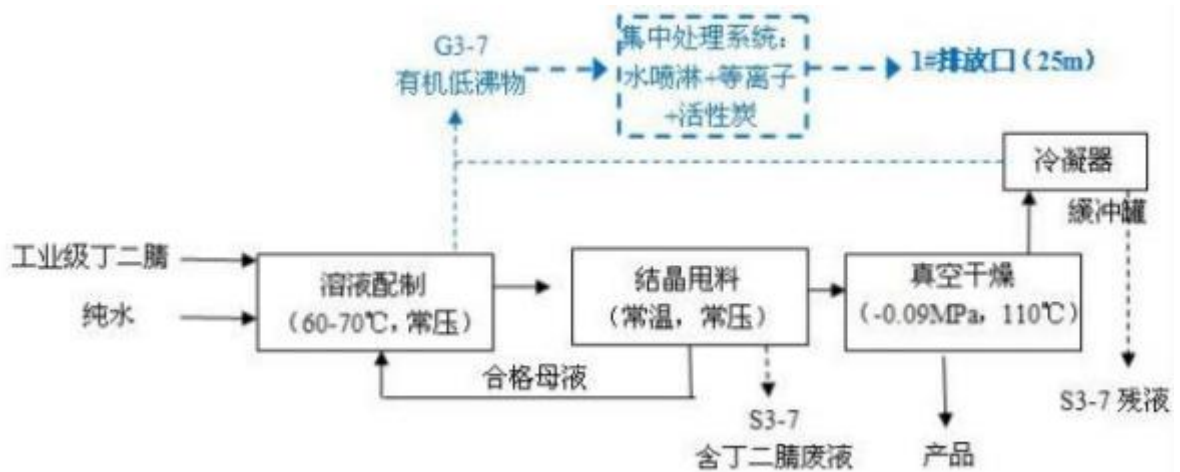 G3-7
有机低沸物
集中处理系统：
水喷淋+等离子
+活性炭
1#排放口（25m）
冷凝器
缓冲罐
工业级丁二腈
纯水
溶液配制
（60-70℃，常压）
结晶甩料
（常温，常压）
真空干燥
（-0.09MPa，110℃）
合格母液
S3-7
含丁二腈废液
产品
S3-7 残液